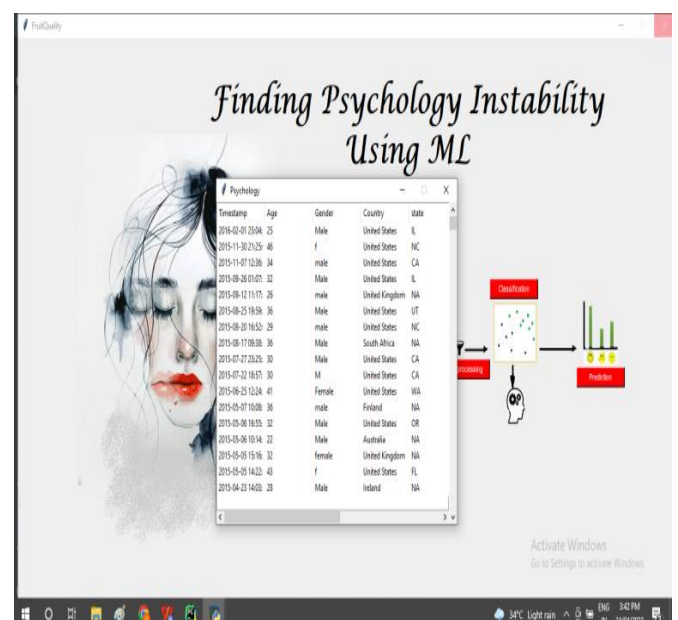 FruitQuality
Finding Psychology Instability
Using ML
Psychology
Timestamp Age Gender Country state
2016-02-01 23:04: 25 Male United States IL
2015-11-30 21:25: 46 f United States NC
2015-11-07 12:36: 34 male United States CA
2015-09-26 01:07: 32 Male United States IL
2015-09-12 11:17: 26 male United Kingdom NA
2015-08-25 19:59: 36 Male United States UT
2015-08-20 16:52: 29 male United States NC
2015-08-17 09:38: 36 Male South Africa NA
2015-07-27 23:25: 30 Male United States CA
2015-07-22 18:57: 30 M United States CA
2015-06-25 12:24: 41 Female United States WA
2015-05-07 10:08: 36 male Finland NA
2015-05-06 16:55: 32 Male United States OR
2015-05-06 10:14: 22 Male Australia NA
2015-05-05 15:16: 32 female United Kingdom NA
2015-05-05 14:22: 43 f United States FL
2015-04-23 14:03: 28 Male Ireland NA
Classification
processing
Prediction
Activate Windows
Go to Settings to activate Windows.
34°C Light rain ENG 3:42 PM